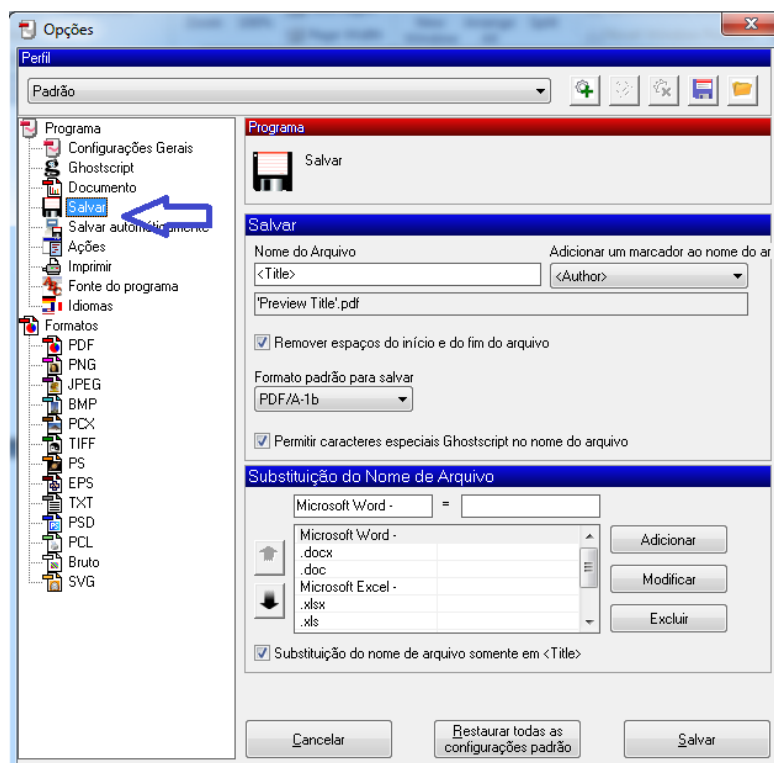 Opções
Perfil
Padrão
Programa
Configurações Gerais
Ghostscript
Documento
Salvar
Salvar automáticamente
Ações
Imprimir
Fonte do programa
Idiomas
Formatos
PDF
PNG
JPEG
BMP
PCX
TIFF
PS
EPS
TXT
PSD
PCL
Bruto
SVG
Programa
Salvar
Salvar
Nome do Arquivo
Adicionar um marcador ao nome do ar
<Title>
<Author>
'Preview Title'.pdf
Remover espaços do início e do fim do arquivo
Formato padrão para salvar
PDF/A-1b
Permitir caracteres especiais Ghostscript no nome do arquivo
Substituição do Nome de Arquivo
Microsoft Word - =
Microsoft Word -
.docx
.doc
Microsoft Excel -
.xlsx
.xls
Adicionar
Modificar
Excluir
Substituição do nome de arquivo somente em <Title>
Cancelar
Restaurar todas as
configurações padrão
Salvar